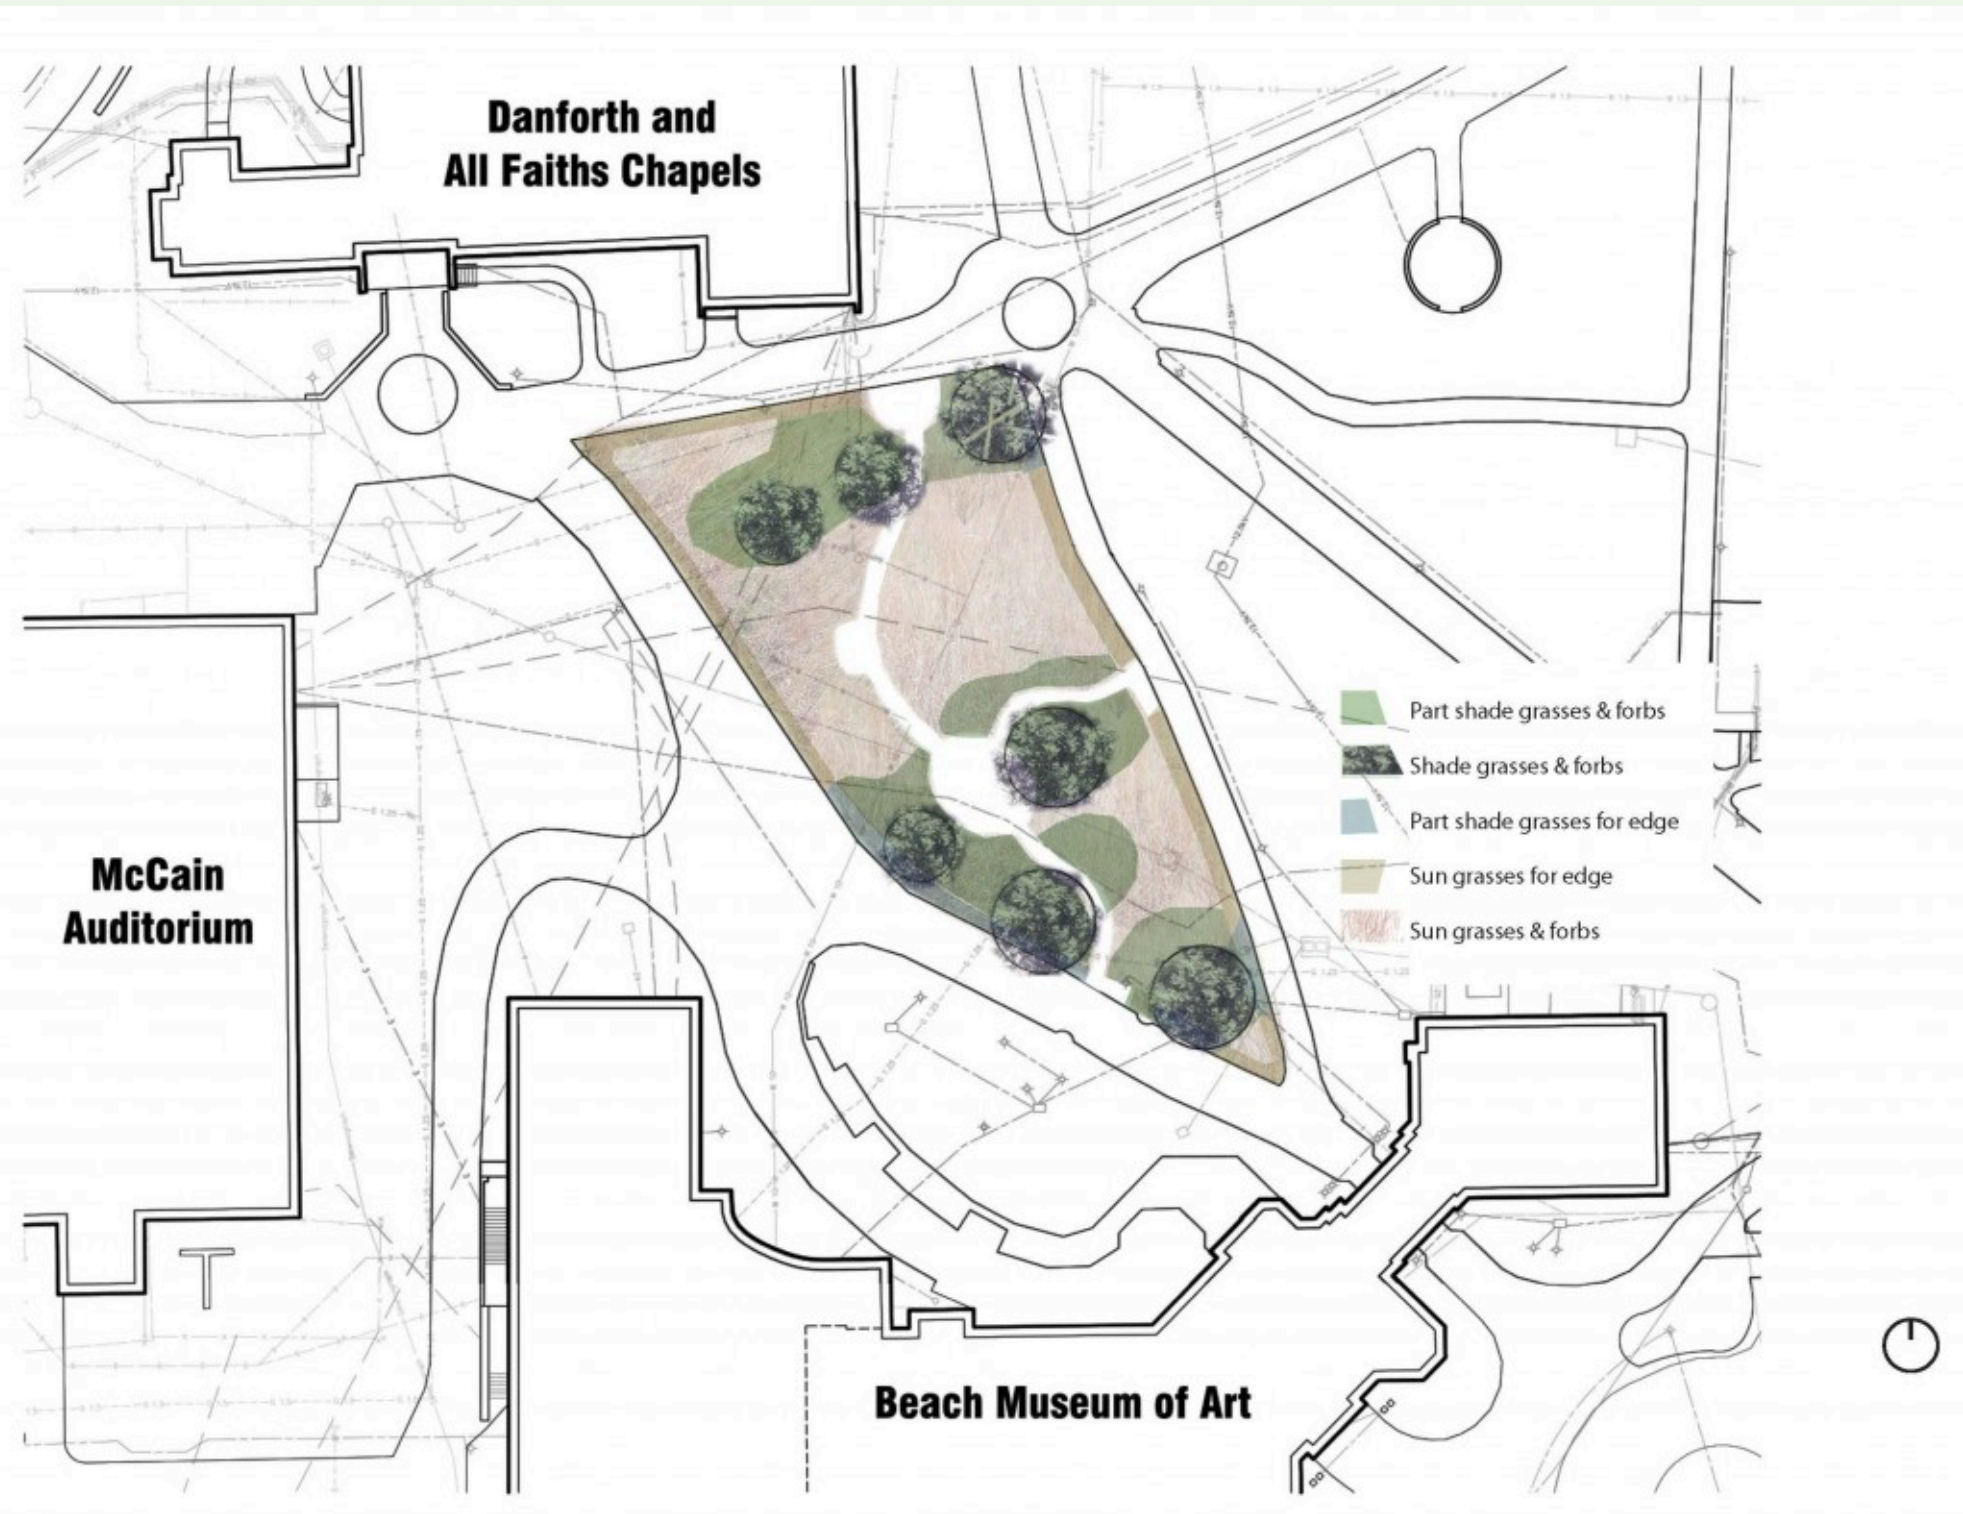 Danforth and
All Faiths Chapels
Part shade grasses & forbs
Shade grasses & forbs
Part shade grasses for edge
Sun grasses for edge
Sun grasses & forbs
McCain
Auditorium
Beach Museum of Art